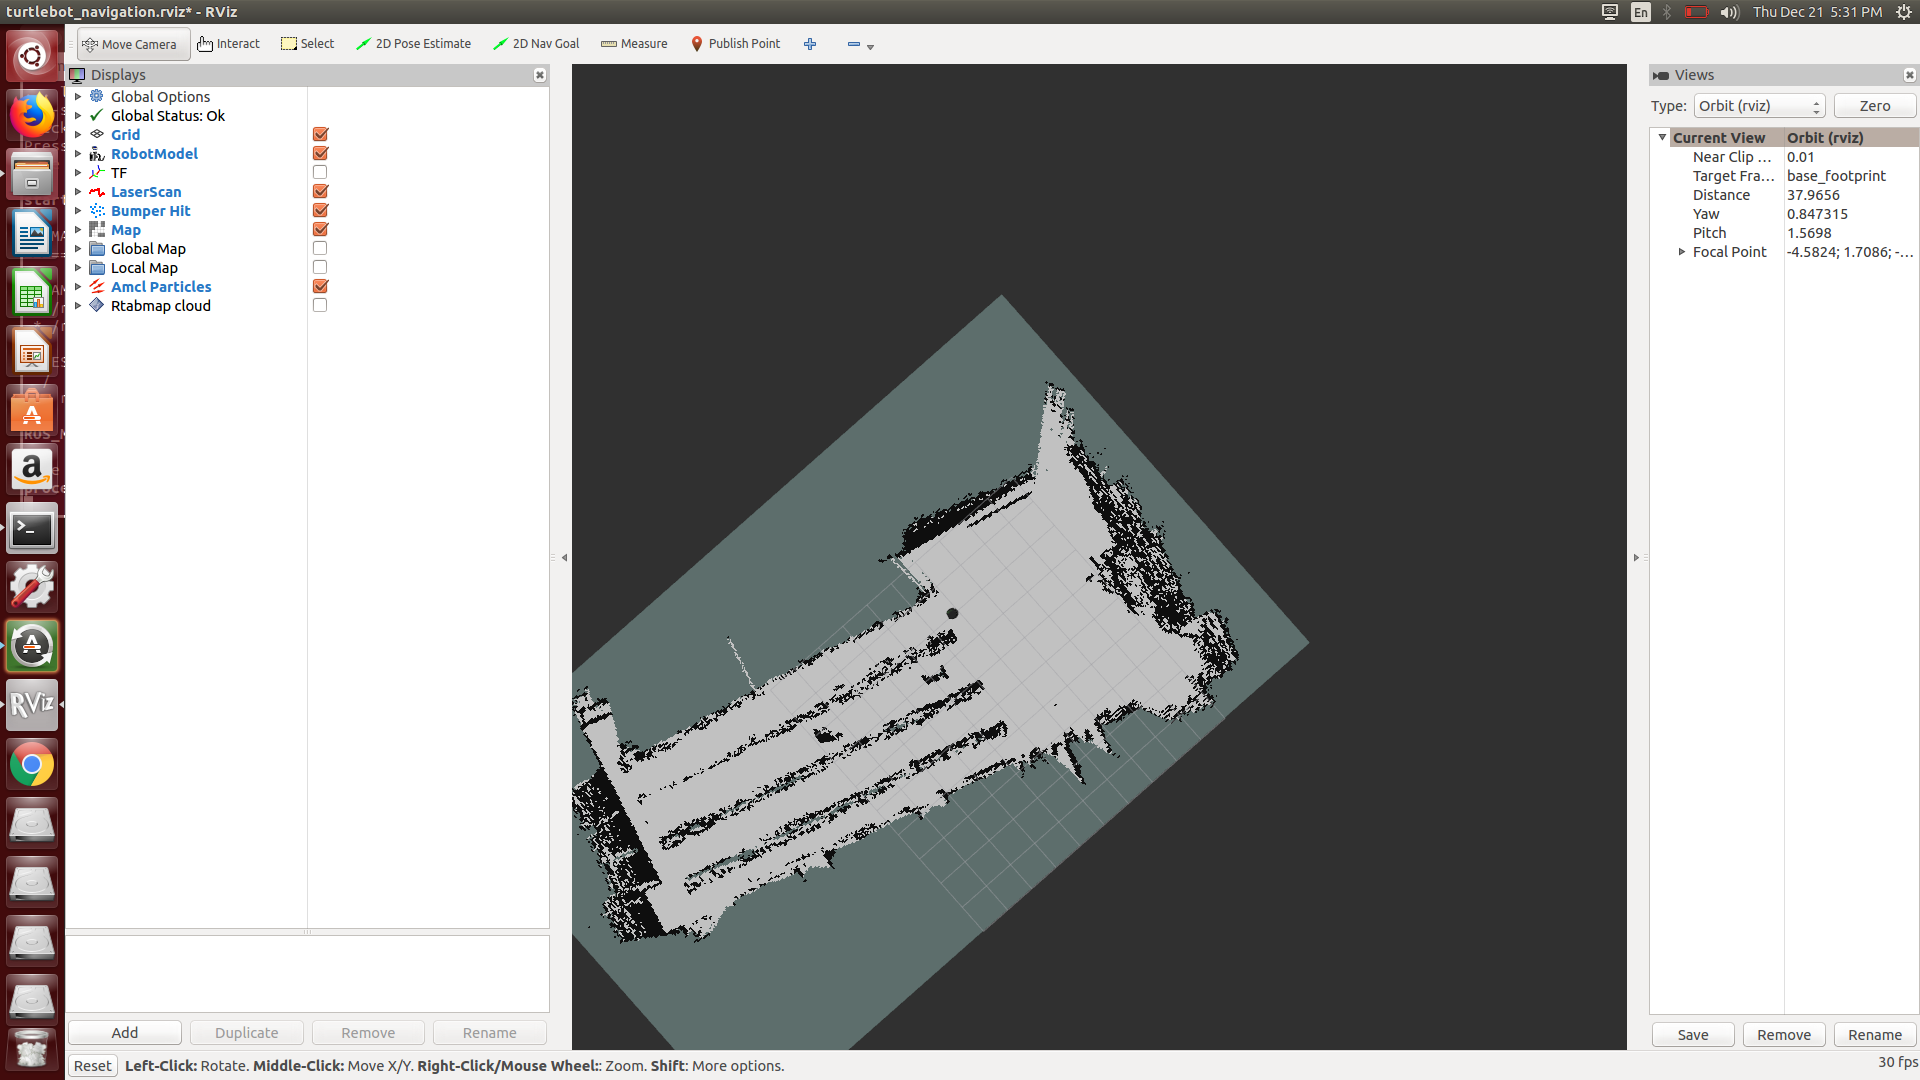 turtlebot_navigation.rviz* - RViz
En
Thu Dec 21 5:31 PM
Move Camera
Interact
Select
2D Pose Estimate
2D Nav Goal
Measure
Publish Point
Displays
Global Options
Global Status: Ok
Grid
RobotModel
TF
LaserScan
Bumper Hit
Map
Global Map
Local Map
Amcl Particles
Rtabmap cloud
Add
Duplicate
Remove
Rename
Views
Type:
Orbit (rviz)
Zero
Current View Orbit (rviz)
Near Clip ... 0.01
Target Fra... base_footprint
Distance 37.9656
Yaw 0.847315
Pitch 1.5698
Focal Point -4.5824; 1.7086; -...
Save
Remove
Rename
RViz
Reset
Left-Click: Rotate. Middle-Click: Move X/Y. Right-Click/Mouse Wheel:: Zoom. Shift: More options.
30 fps